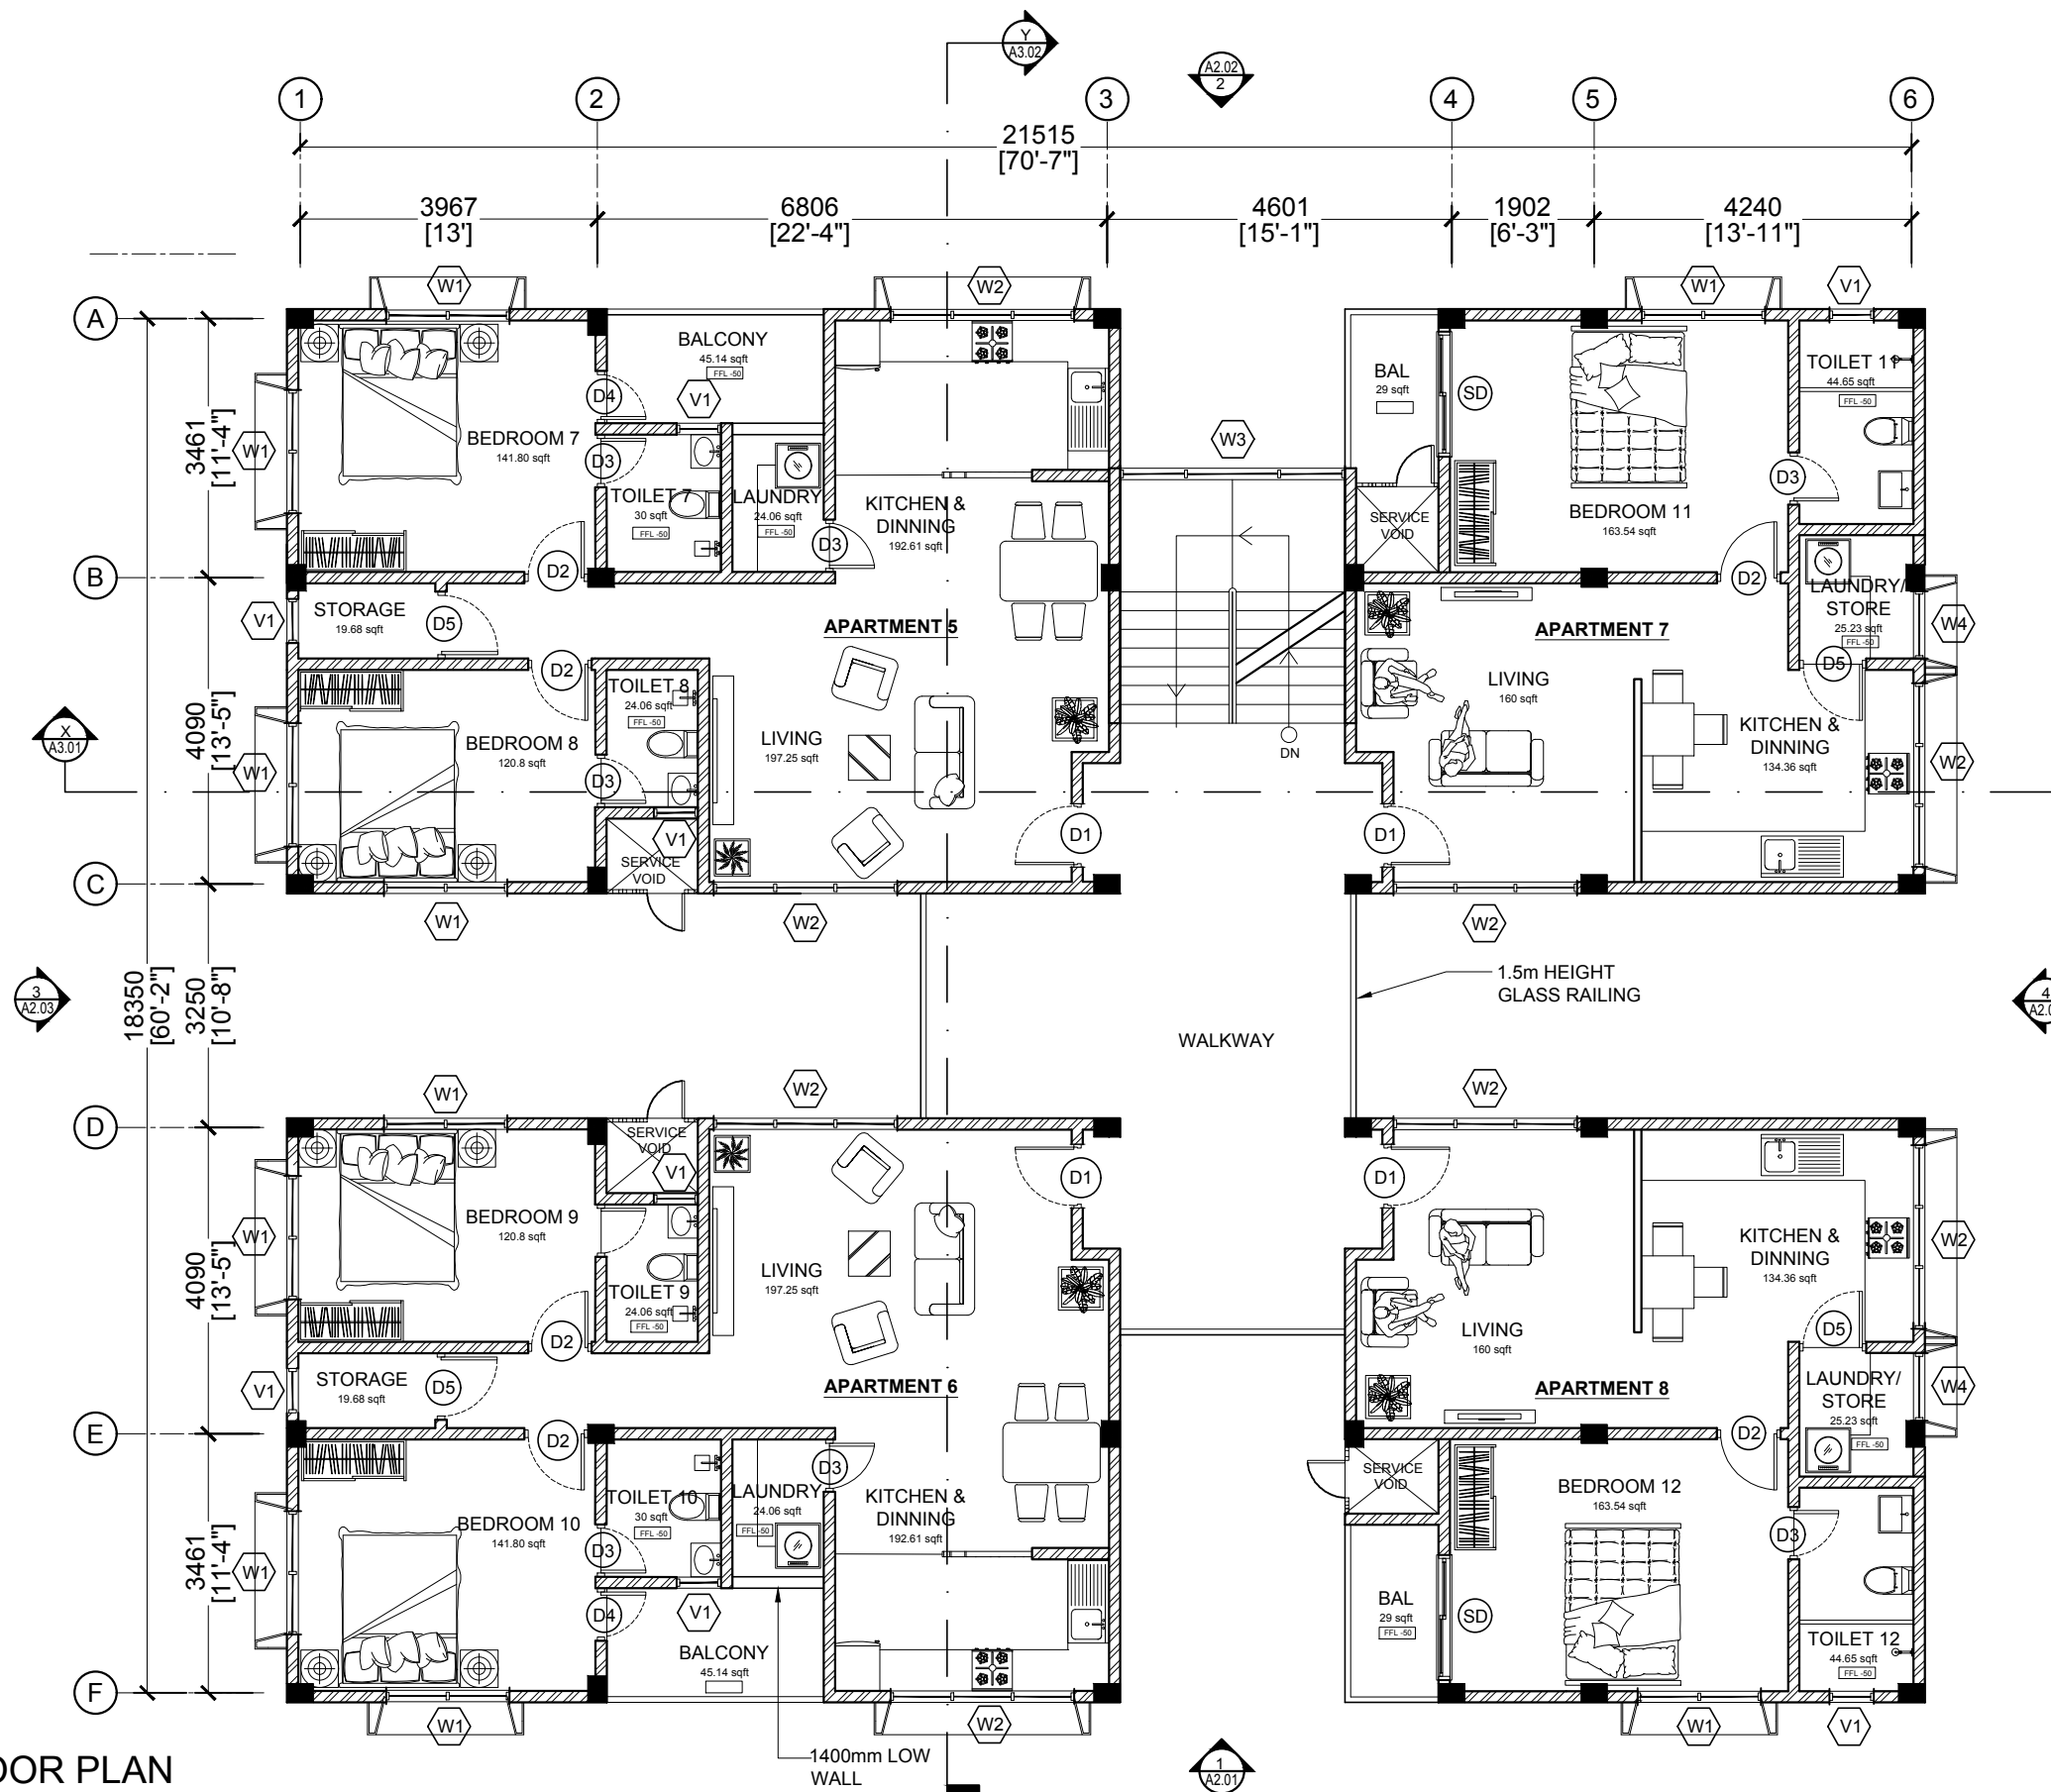 Y
A3.02
A2.02
2
1
2
3
4
5
6
21515
[70'-7"]
3967
[13']
6806
[22'-4"]
4601
[15'-1"]
1902
[6'-3"]
4240
[13'-11"]
W1
W2
W1
V1
A
BALCONY
45.14 sqft
FFL -50
BAL
29 sqft
TOILET 11
44.65 sqft
FFL -50
D4
V1
SD
3461
[11'-4"]
W1
BEDROOM 7
141.80 sqft
D3
W3
D3
TOILET 7
30 sqft
FFL -50
LAUNDRY
24.06 sqft
FFL -50
KITCHEN &
DINNING
192.61 sqft
D3
SERVICE
VOID
BEDROOM 11
163.54 sqft
B
D2
D2
LAUNDRY/
STORE
25.23 sqft
FFL -50
V1
STORAGE
19.68 sqft
D5
APARTMENT 5
APARTMENT 7
W4
D2
D5
TOILET 8
24.06 sqft
FFL -50
LIVING
160 sqft
X
A3.01
4090
[13'-5"]
W1
BEDROOM 8
120.8 sqft
D3
LIVING
197.25 sqft
DN
KITCHEN &
DINNING
134.36 sqft
W2
V1
D1
D1
SERVICE
VOID
C
W1
W2
W2
3
A2.03
18350
[60'-2"]
3250
[10'-8"]
1.5m HEIGHT
GLASS RAILING
4
WALKWAY
W1
W2
W2
D
SERVICE
VOID
V1
D1
D1
4090
[13'-5"]
W1
BEDROOM 9
120.8 sqft
TOILET 9
24.06 sqft
FFL -50
LIVING
197.25 sqft
KITCHEN &
DINNING
134.36 sqft
W2
D2
LIVING
160 sqft
D5
V1
STORAGE
19.68 sqft
D5
APARTMENT 6
APARTMENT 8
LAUNDRY/
STORE
25.23 sqft
FFL -50
W4
E
D2
D3
D2
SERVICE
VOID
3461
[11'-4"]
W1
BEDROOM 10
141.80 sqft
TOILET 10
30 sqft
FFL -50
LAUNDRY
24.06 sqft
FFL -50
KITCHEN &
DINNING
192.61 sqft
BEDROOM 12
163.54 sqft
D3
D3
D4
V1
BAL
29 sqft
FFL -50
SD
BALCONY
45.14 sqft
TOILET 12
44.65 sqft
FFL -50
F
W1
W2
W1
V1
1400mm LOW
WALL
1
A2.01
PLAN